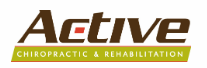 Active
CHIROPRACTIC & REHABILITATION